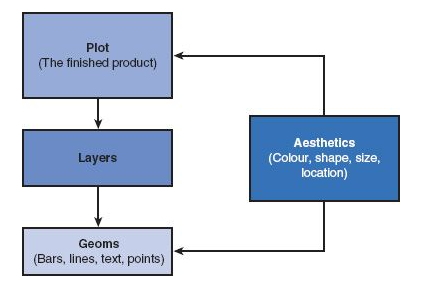 Plot
(The finished product)
Layers
Aesthetics
(Colour, shape, size,
location)
Geoms
(Bars, lines, text, points)